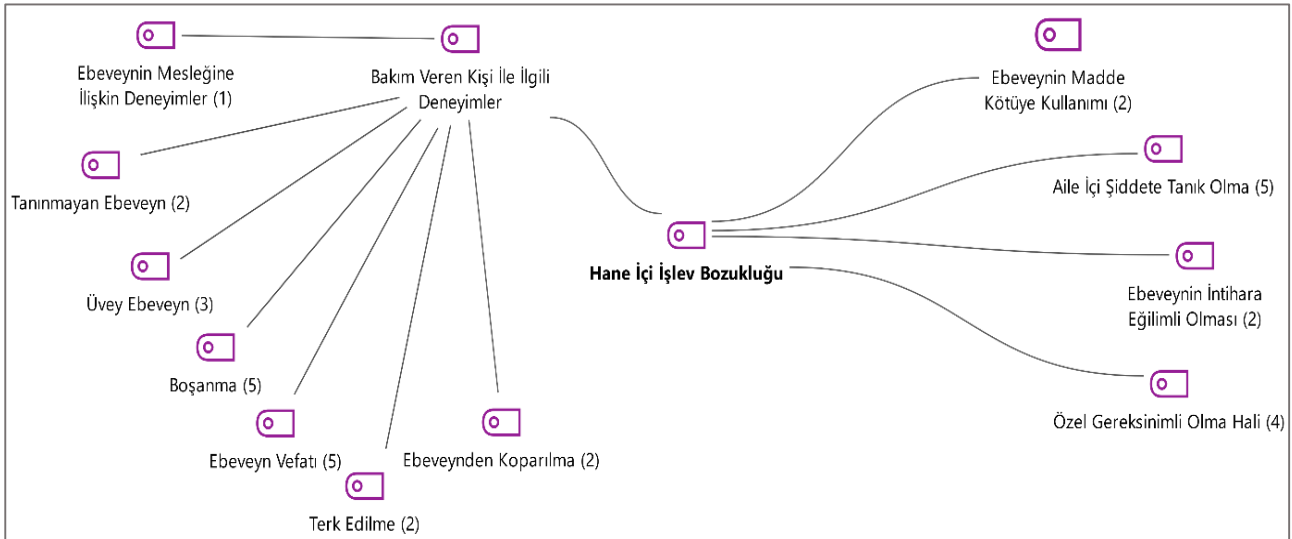 Ebeveynin Mesleğine
İlişkin Deneyimler (1)
Bakım Veren Kişi İle İlgili
Deneyimler
Tanınmayan Ebeveyn (2)
Üvey Ebeveyn (3)
Boşanma (5)
Ebeveyn Vefatı (5)
Terk Edilme (2)
Ebeveynden Koparılma (2)
Hane İçi İşlev Bozukluğu
Ebeveynin Madde
Kötüye Kullanımı (2)
Aile İçi Şiddete Tanık Olma (5)
Ebeveynin İntihara
Eğilimli Olması (2)
Özel Gereksinimli Olma Hali (4)